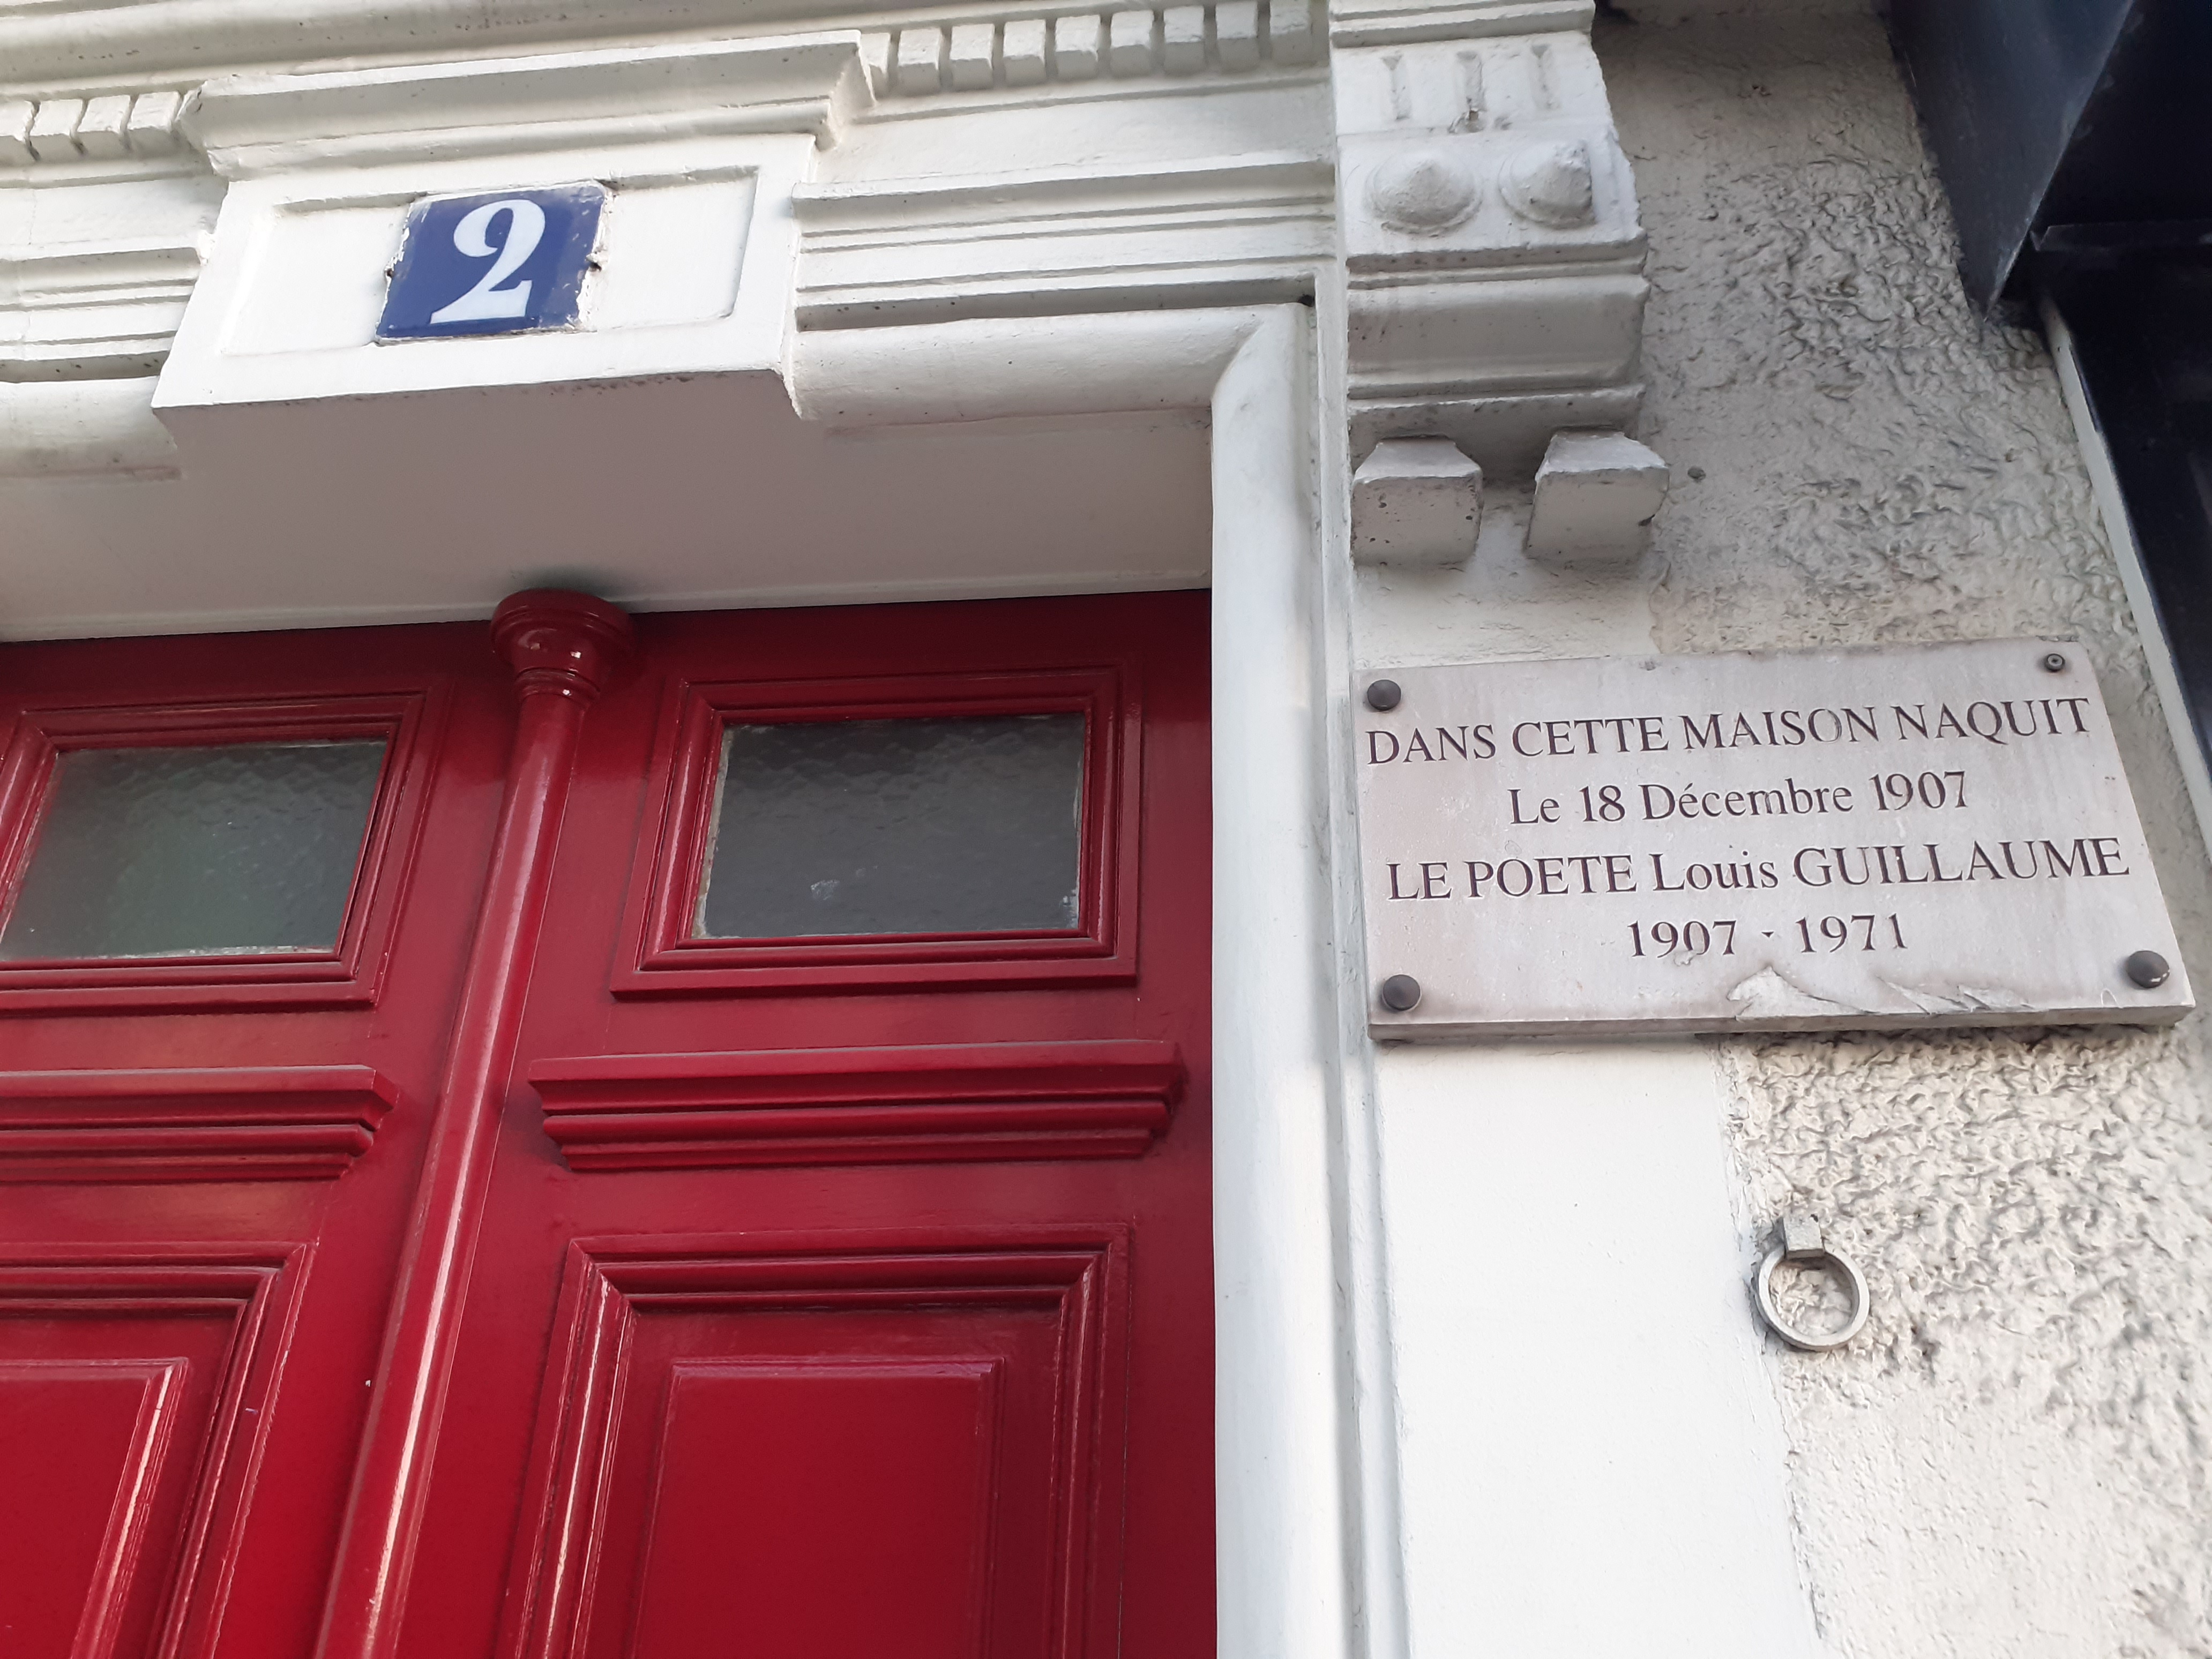 2
DANS CETTE MAISON NAQUIT
Le 18 Décembre 1907
LE POETE Louis GUILLAUME
1907 - 1971